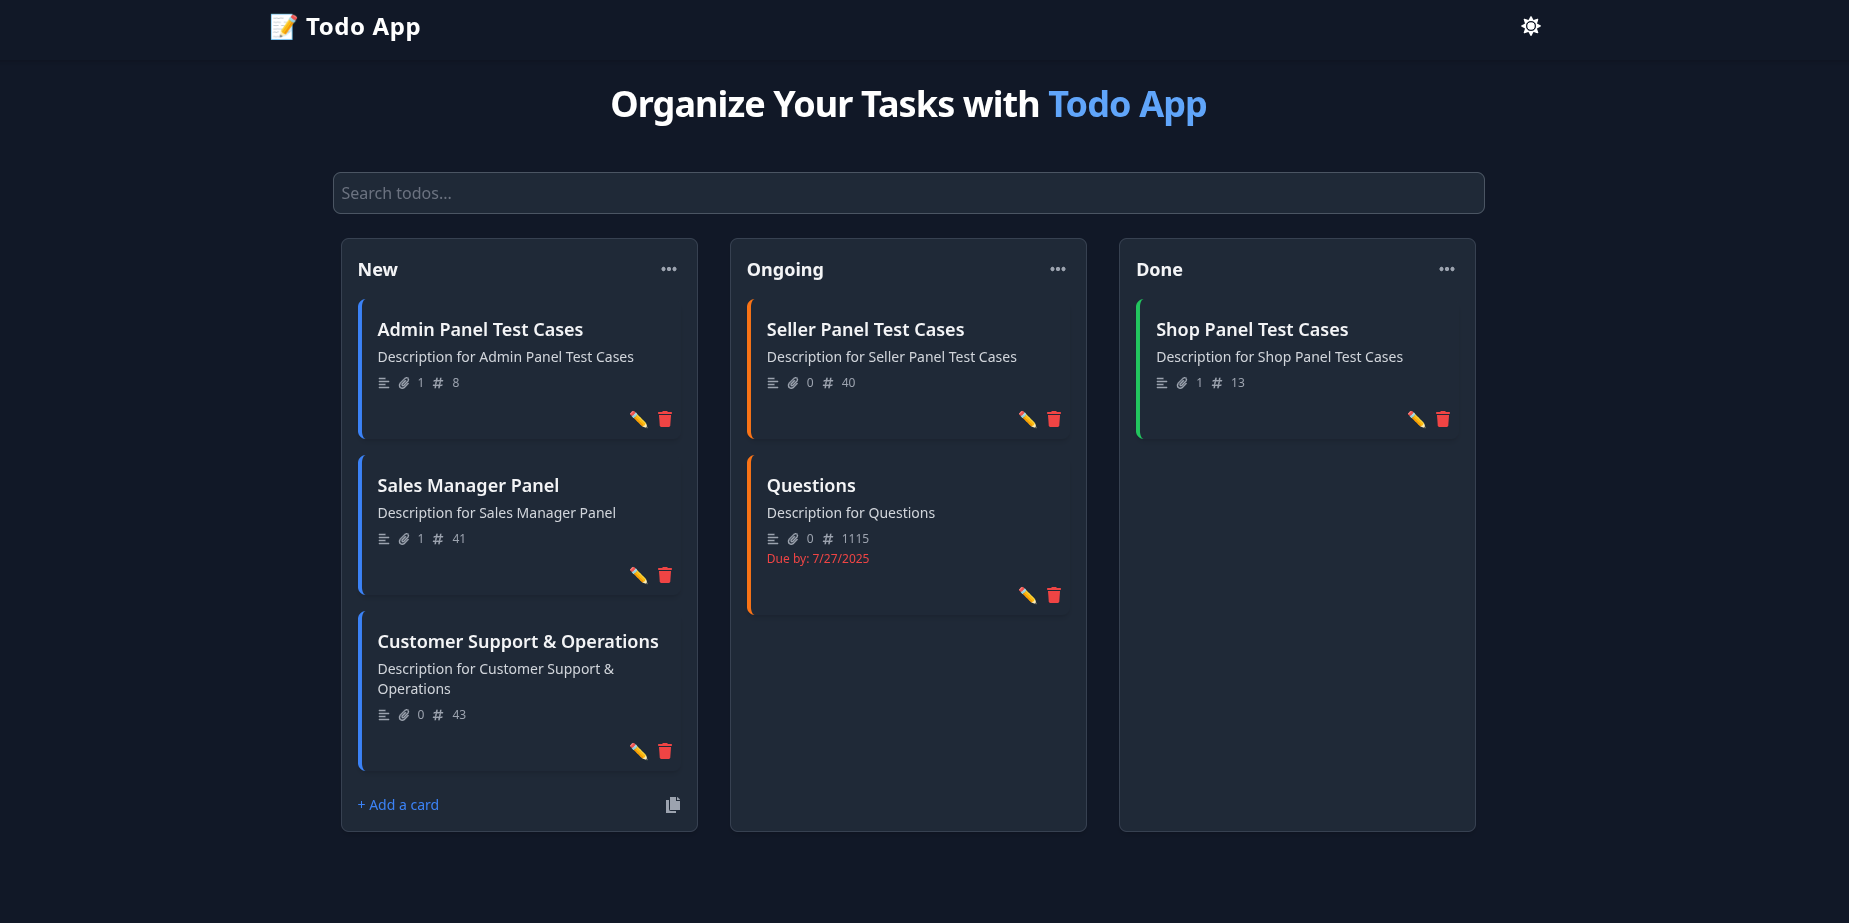 📝 Todo App
Organize Your Tasks with Todo App
Search todos...
New
Admin Panel Test Cases
Description for Admin Panel Test Cases
1 # 8
Sales Manager Panel
Description for Sales Manager Panel
1 # 41
Customer Support & Operations
Description for Customer Support &
Operations
0 # 43
+ Add a card
Ongoing
Seller Panel Test Cases
Description for Seller Panel Test Cases
0 # 40
Questions
Description for Questions
0 # 1115
Due by: 7/27/2025
Done
Shop Panel Test Cases
Description for Shop Panel Test Cases
1 # 13